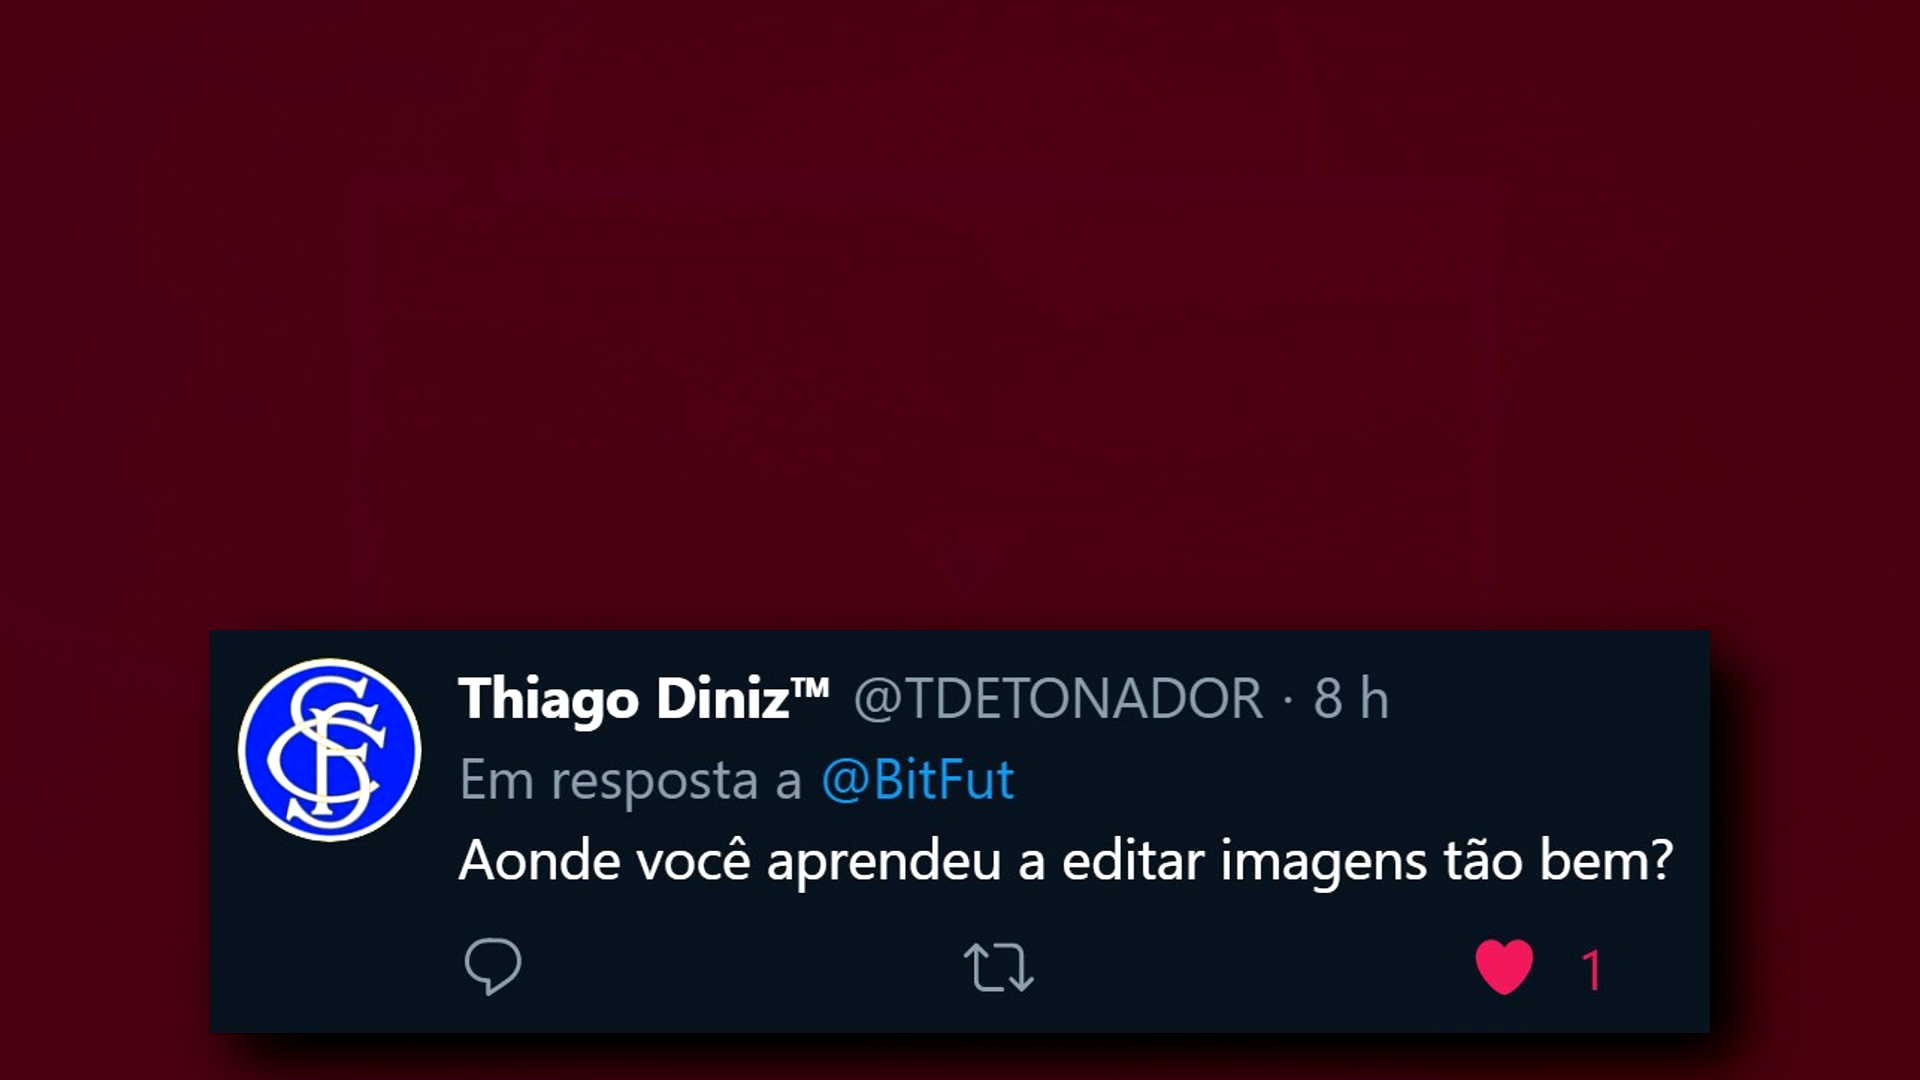 Thiago Diniz™ @TDETONADOR · 8 h
Em resposta a @BitFut
Aonde você aprendeu a editar imagens tão bem?
1